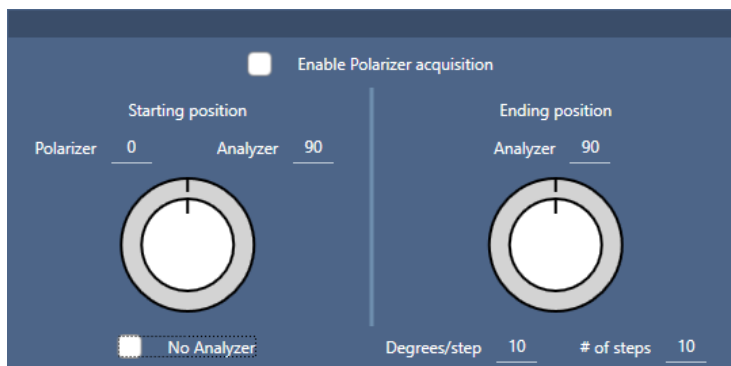 Enable Polarizer acquisition
Starting position
Polarizer 0 Analyzer 90
No Analyzer
Ending position
Analyzer 90
Degrees/step 10 # of steps 10